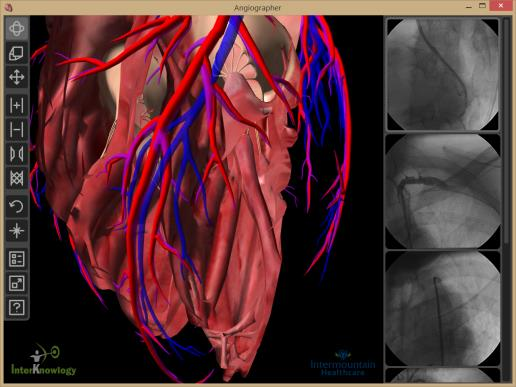 Angiographer
InterKnowlogy
Intermountain
Healthcare